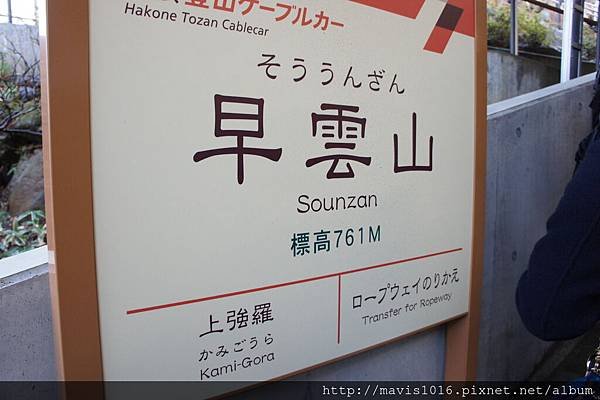 登山ケーブルカー
Hakone Tozan Cablecar
そううんざん
早雲山
Sounzan
標高761M
上強羅
かみごうら
Kami-Gora
ロープウェイのりかえ
Transfer for Ropeway
http://mavis1016.pixnet.net/album